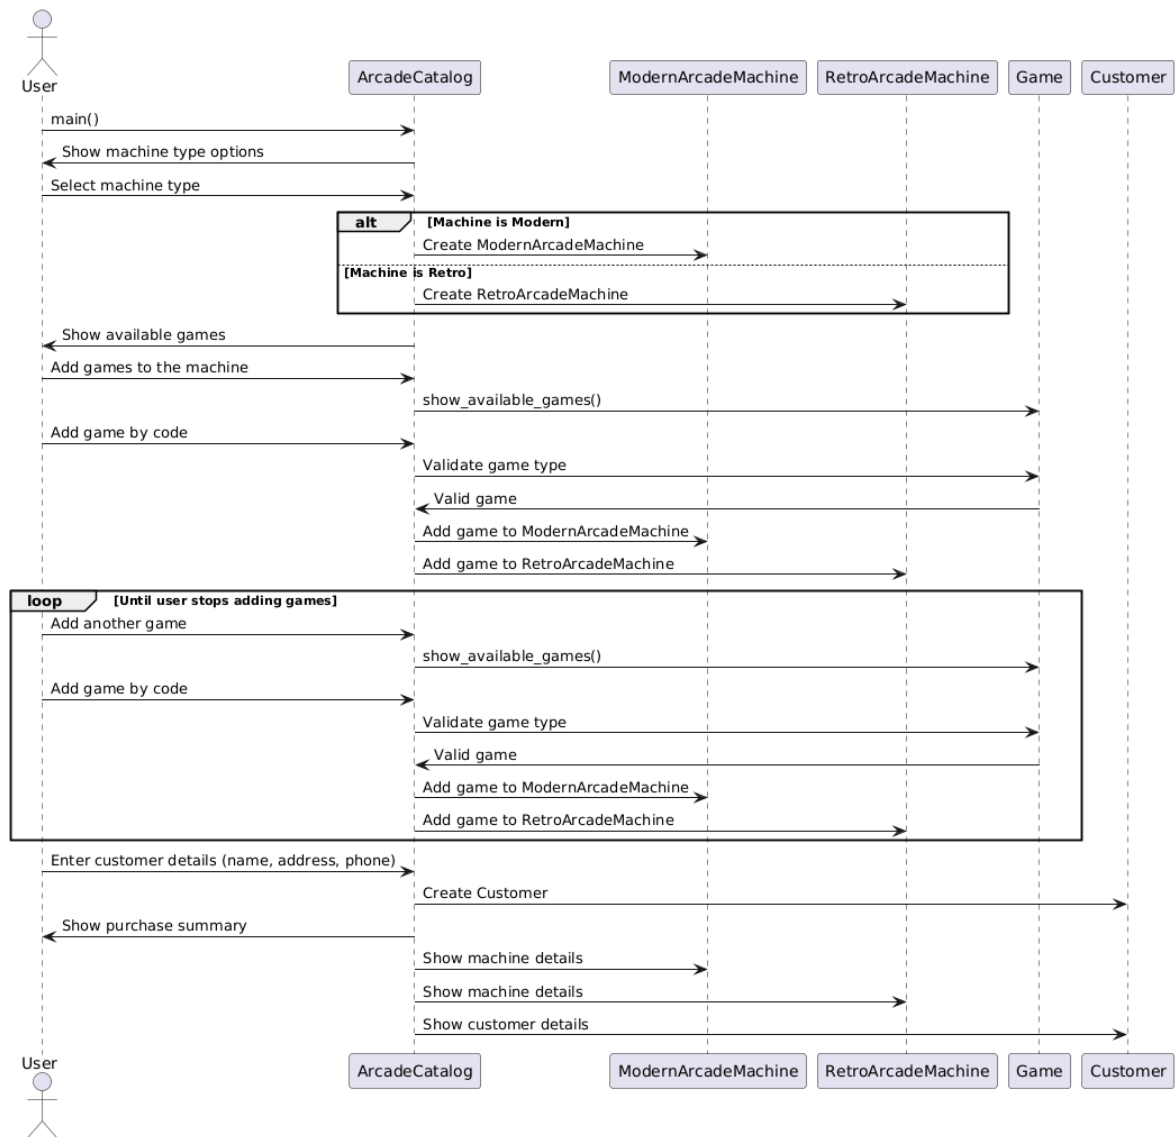 User
ArcadeCatalog
ModernArcadeMachine
RetroArcadeMachine
Game
Customer
main()
Show machine type options
Select machine type
alt
[Machine is Modern]
Create ModernArcadeMachine
[Machine is Retro]
Create RetroArcadeMachine
Show available games
Add games to the machine
show_available_games()
Add game by code
Validate game type
Valid game
Add game to ModernArcadeMachine
Add game to RetroArcadeMachine
loop
[Until user stops adding games]
Add another game
show_available_games()
Add game by code
Validate game type
Valid game
Add game to ModernArcadeMachine
Add game to RetroArcadeMachine
Enter customer details (name, address, phone)
Create Customer
Show purchase summary
Show machine details
Show machine details
Show customer details
User
ArcadeCatalog
ModernArcadeMachine
RetroArcadeMachine
Game
Customer